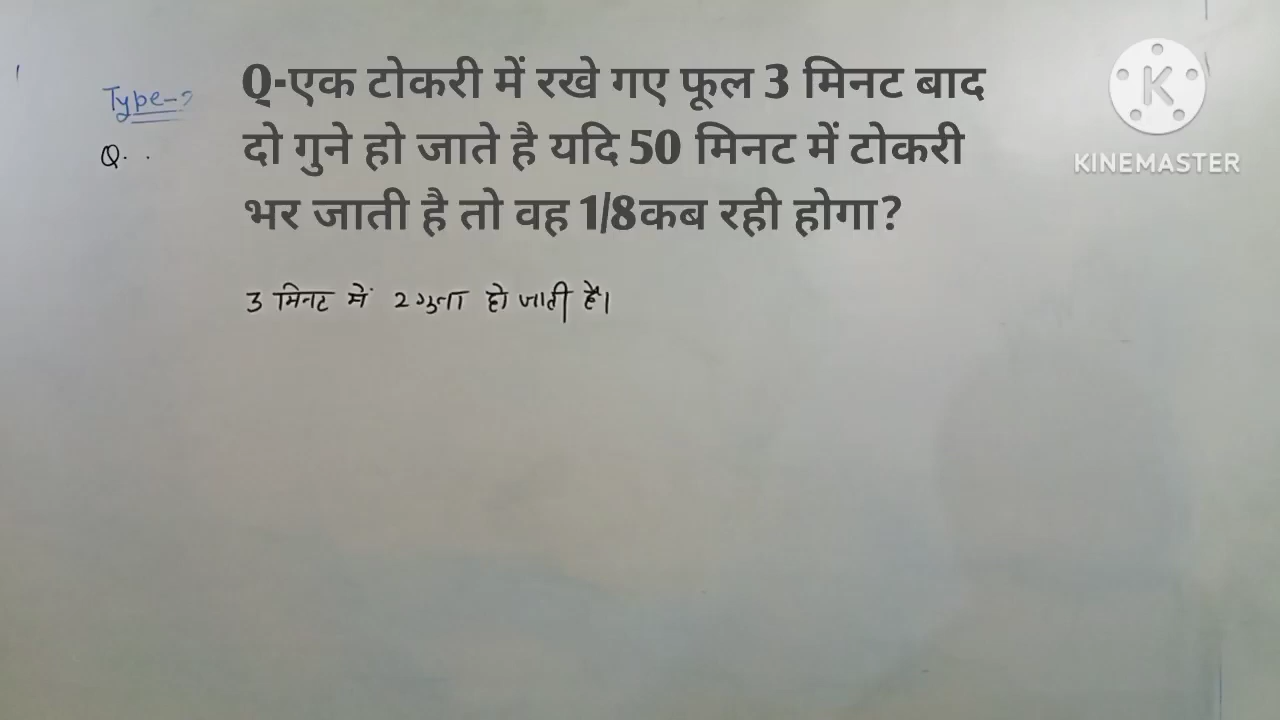 Type-2
Q. .
Q-एक टोकरी में रखे गए फूल 3 मिनट बाद
दो गुने हो जाते है यदि 50 मिनट में टोकरी
भर जाती है तो वह 1/8कब रही होगा?
3 मिनट में 2 गुना हो जाती है।
KINEMASTER